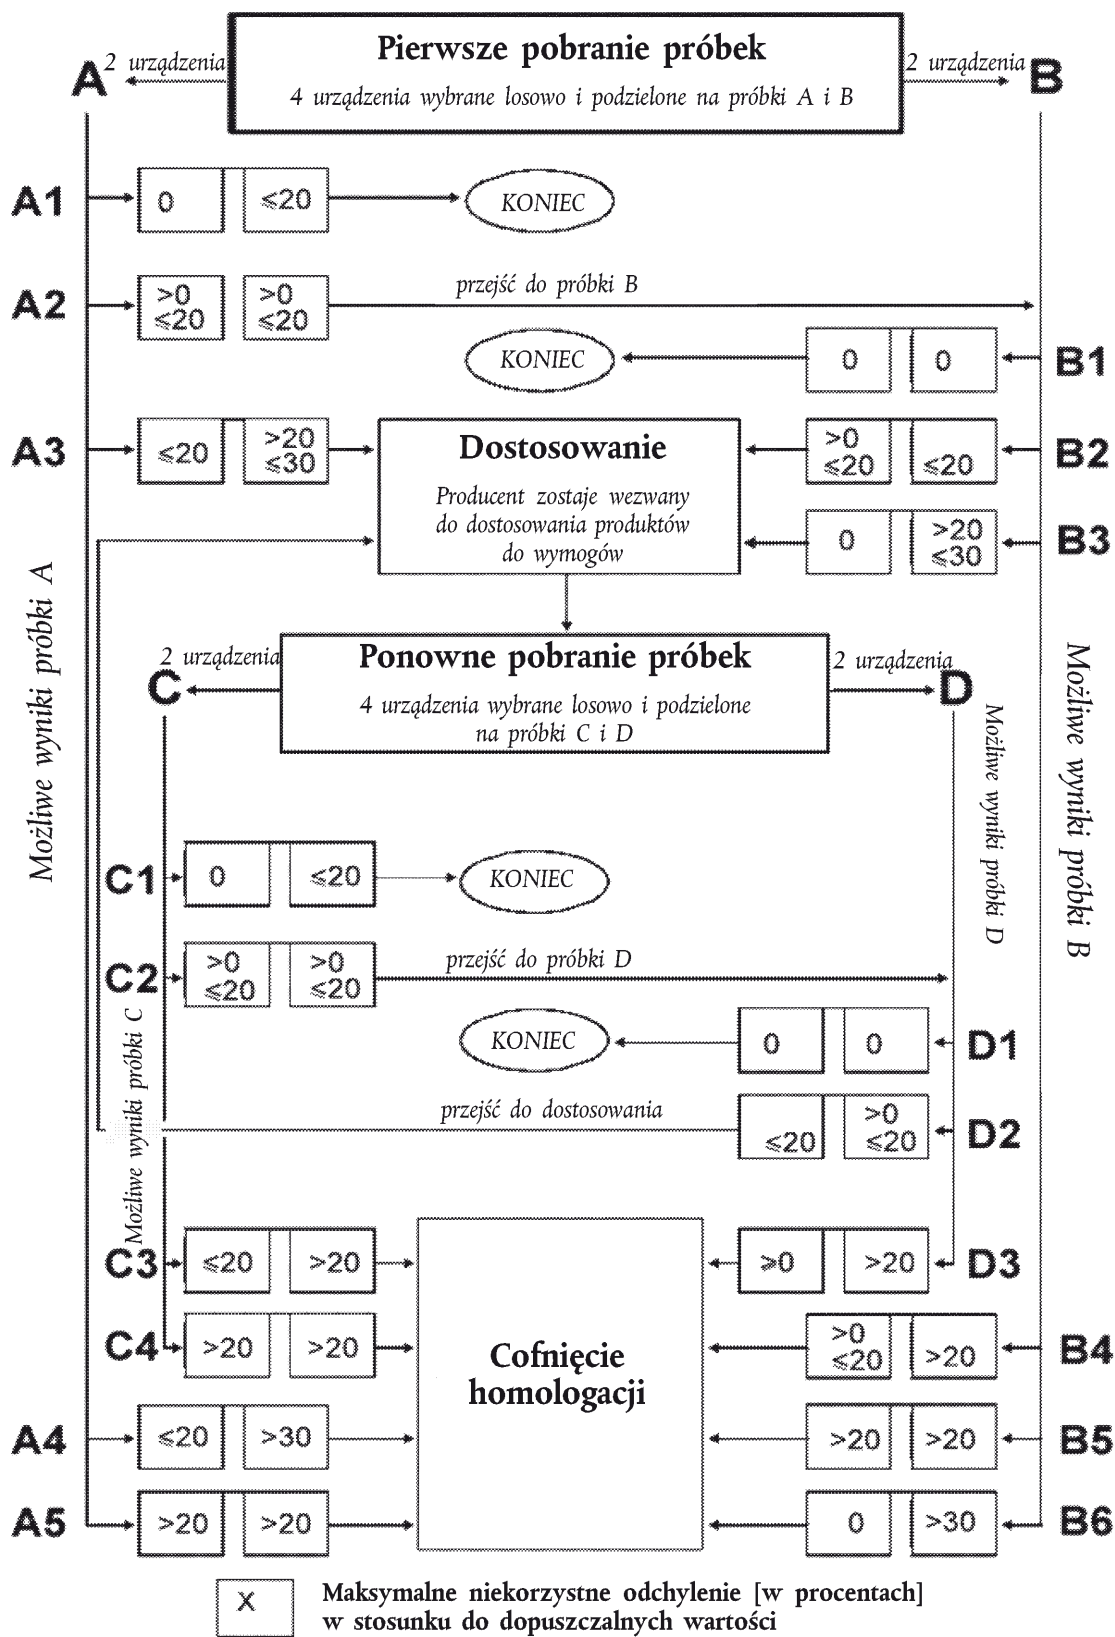 Pierwsze pobranie próbek
4 urządzenia wybrane losowo i podzielone na próbki A i B
A
2 urządzenia
2 urządzenia
B
A1
0
≤20
KONIEC
A2
>0
≤20
>0
≤20
przejść do próbki B
KONIEC
0
0
B1
A3
≤20
>20
≤30
Dostosowanie
Producent zostaje wezwany
do dostosowania produktów
do wymogów
>0
≤20
≤20
B2
0
>20
≤30
B3
Możliwe wyniki próbki A
Możliwe wyniki próbki B
2 urządzenia
C
Ponowne pobranie próbek
4 urządzenia wybrane losowo i podzielone
na próbki C i D
2 urządzenia
D
Możliwe wyniki próbki D
C1
0
≤20
KONIEC
C2
>0
≤20
>0
≤20
przejść do próbki D
Możliwe wyniki próbki C
KONIEC
0
0
D1
przejść do dostosowania
≤20
>0
≤20
D2
C3
≤20
>20
≥0
>20
D3
C4
>20
>20
Cofnięcie
homologacji
>0
≤20
>20
B4
A4
≤20
>30
>20
>20
B5
A5
>20
>20
0
>30
B6
X
Maksymalne niekorzystne odchylenie [w procentach]
w stosunku do dopuszczalnych wartości